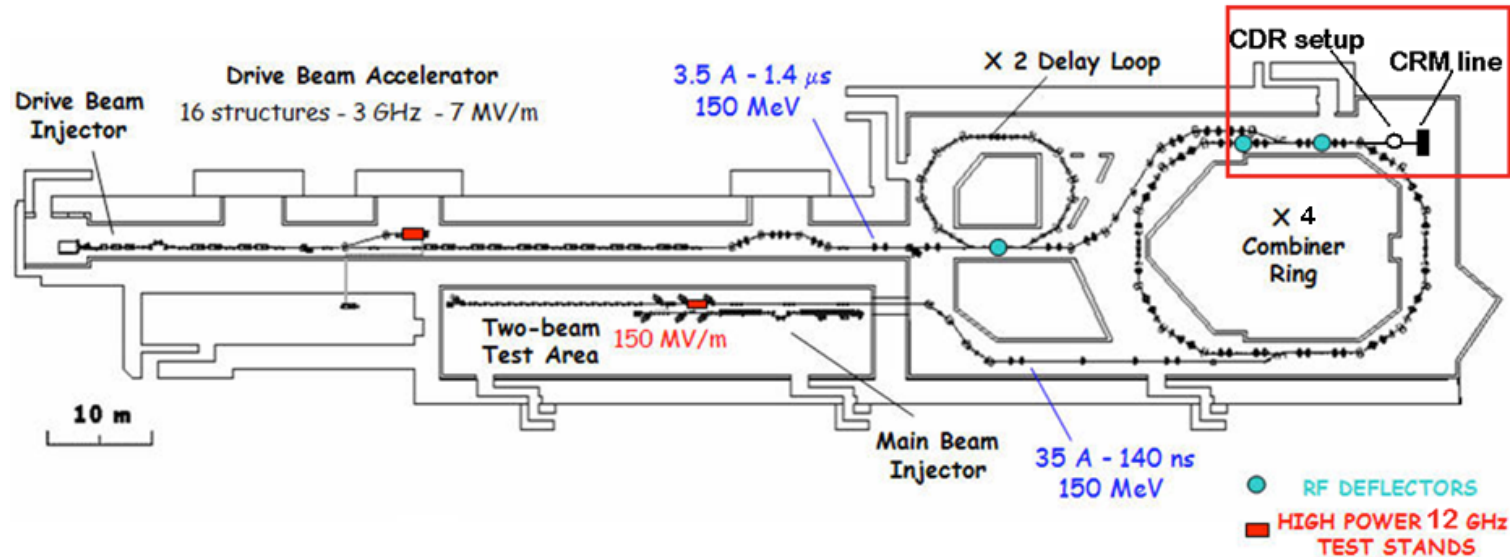 CDR setup
CRM line
X 2 Delay Loop
3.5 A - 1.4 μs
150 MeV
Drive Beam Accelerator
16 structures - 3 GHz - 7 MV/m
Drive Beam
Injector
X 4
Combiner
Ring
Two-beam
Test Area
150 MV/m
10 m
Main Beam
Injector
35 A - 140 ns
150 MeV
RF DEFLECTORS
HIGH POWER 12 GHz
TEST STANDS